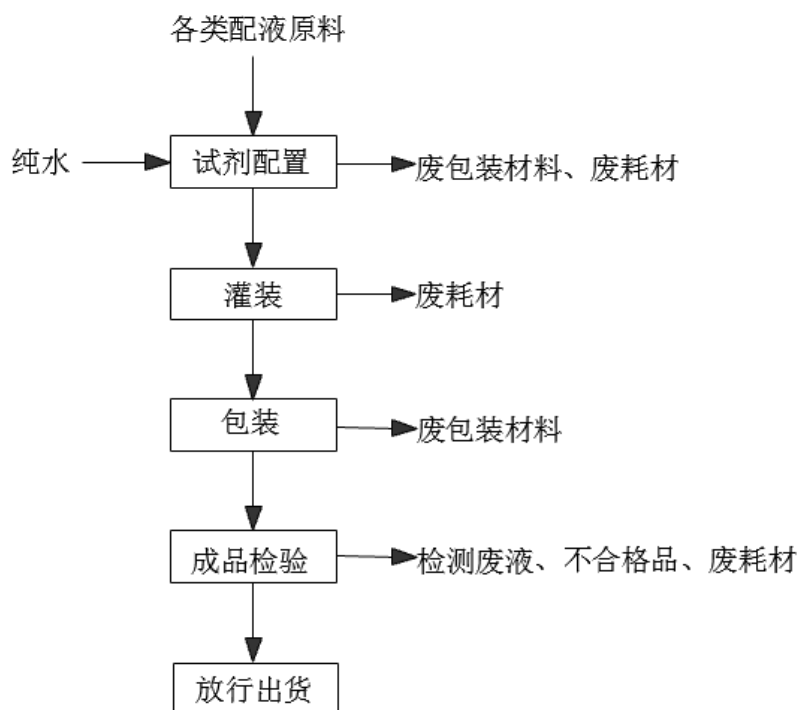 各类配液原料
纯水
试剂配置
废包装材料、废耗材
灌装
废耗材
包装
废包装材料
成品检验
检测废液、不合格品、废耗材
放行出货